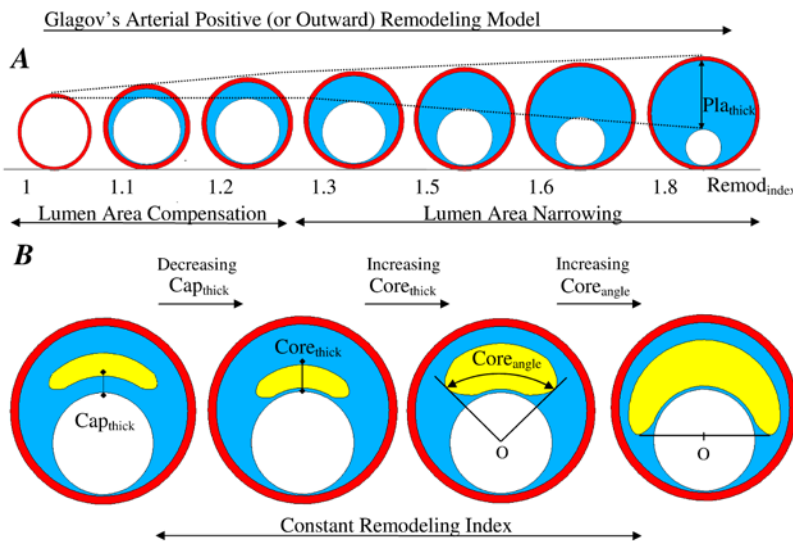 Glagov's Arterial Positive (or Outward) Remodeling Model
A
Pla_thick
1 1.1 1.2 1.3 1.5 1.6 1.8 Remod_index
Lumen Area Compensation Lumen Area Narrowing
B
Decreasing Cap_thick
Increasing Core_thick
Increasing Core_angle
Cap_thick
Core_thick
Core_angle
O
O
Constant Remodeling Index